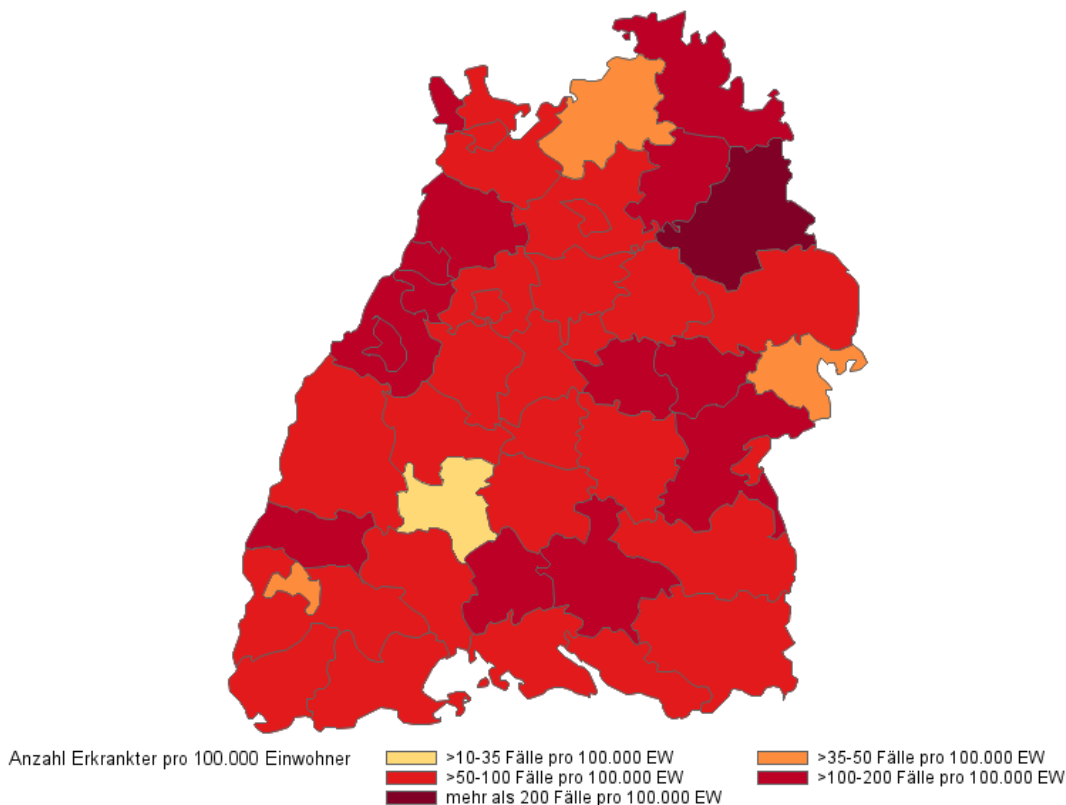 Anzahl Erkrankter pro 100.000 Einwohner
>10-35 Fälle pro 100.000 EW
>35-50 Fälle pro 100.000 EW
>50-100 Fälle pro 100.000 EW
>100-200 Fälle pro 100.000 EW
mehr als 200 Fälle pro 100.000 EW